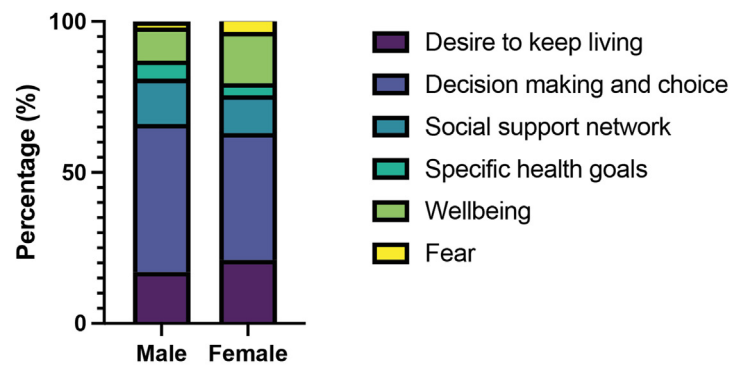 100
50
0
Percentage (%)
Male
Female
Desire to keep living
Decision making and choice
Social support network
Specific health goals
Wellbeing
Fear